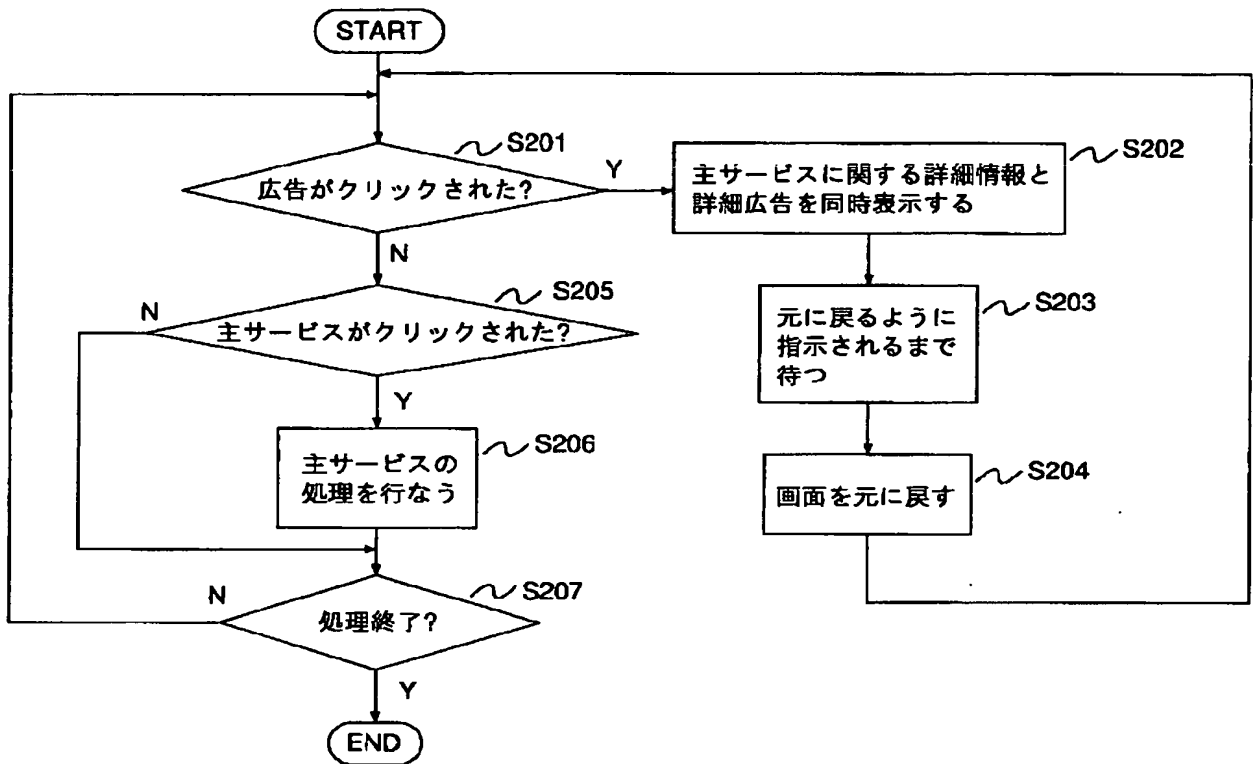 START
S201
広告がクリックされた?
Y
N
S202
主サービスに関する詳細情報と
詳細広告を同時表示する
S203
元に戻るように
指示されるまで
待つ
S204
画面を元に戻す
S205
主サービスがクリックされた?
N
Y
S206
主サービスの
処理を行なう
S207
処理終了?
N
Y
END